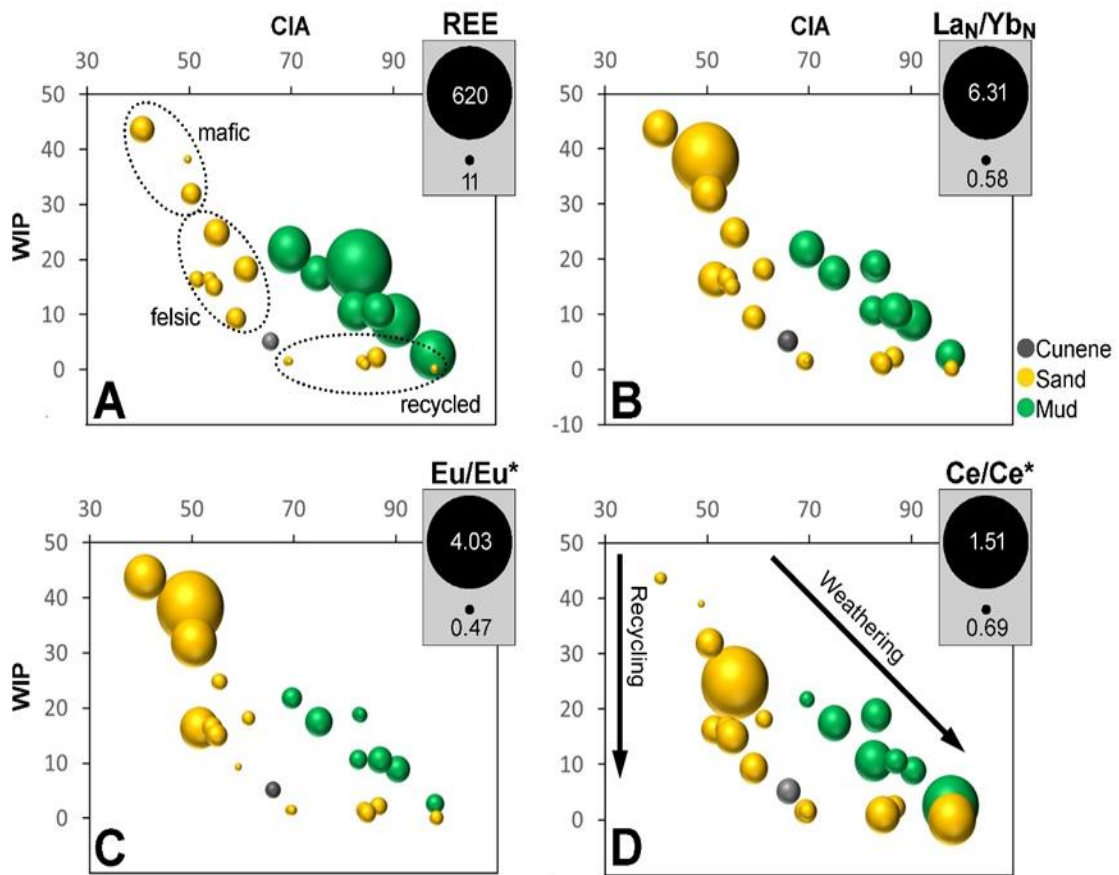 CIA REE
30 50 70 90
620
11
50
40
30
20
10
0
WIP
mafic
felsic
recycled
A
CIA LaN/YbN
30 50 70 90
6.31
0.58
50
40
30
20
10
0
-10
B
Cunene
Sand
Mud
Eu/Eu*
30 50 70 90
4.03
0.47
50
40
30
20
10
0
WIP
C
Ce/Ce*
30 50 70 90
1.51
0.69
50
40
30
20
10
0
Recycling
Weathering
D